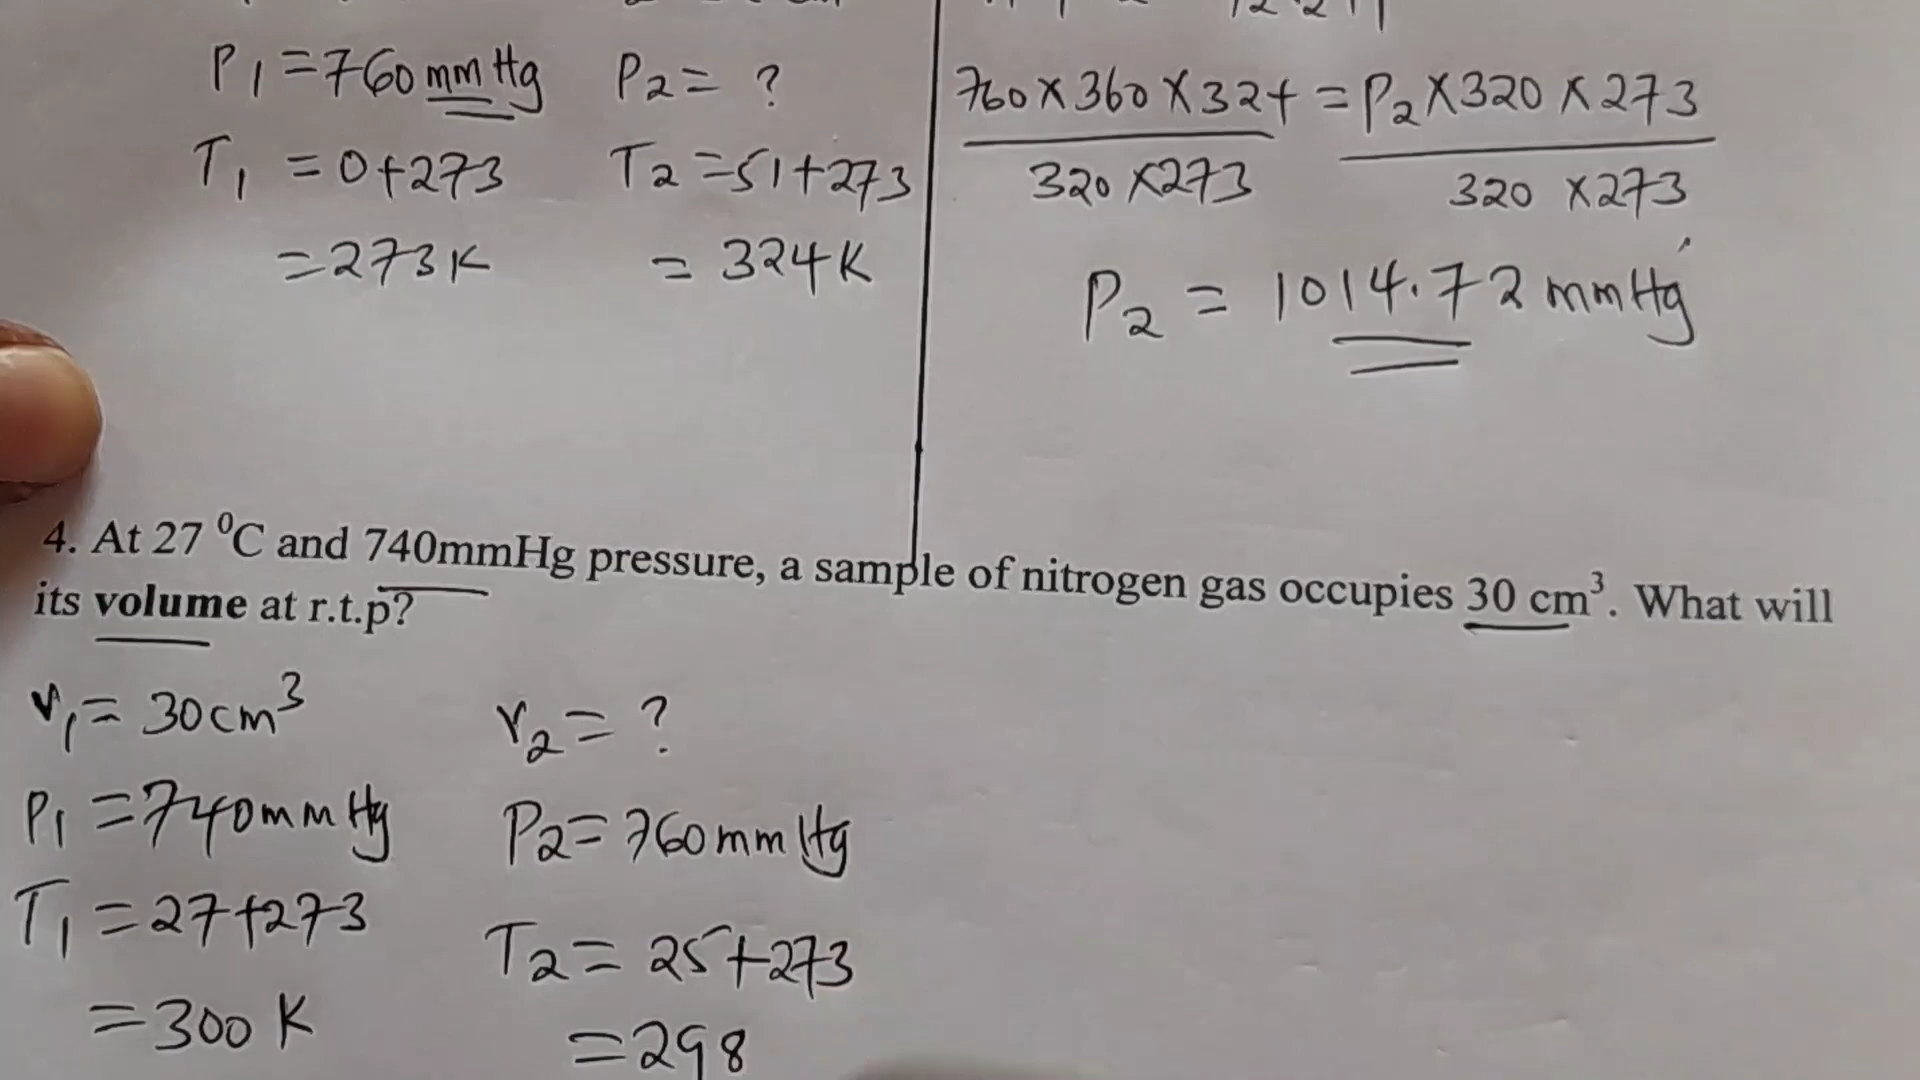 P1 = 760 mmHg P2 = ?
T1 = 0+273 T2 = 51+273
= 273K = 324K
760 X 360 X 324 = P2 X 320 X 273
320 X 273 320 X 273
P2 = 1014.72 mmHg
4. At 27 ⁰C and 740mmHg pressure, a sample of nitrogen gas occupies 30 cm³. What will
its volume at r.t.p?
V1 = 30cm³ V2 = ?
P1 = 740mmHg P2 = 760mmHg
T1 = 27+273 T2 = 25+273
= 300 K = 298